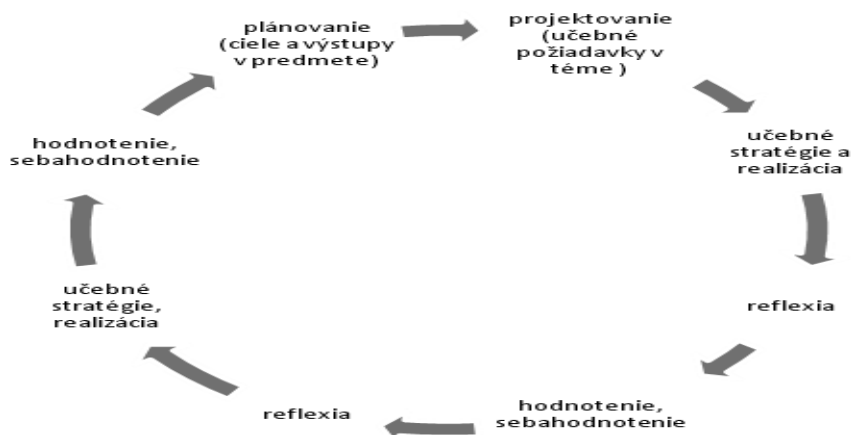 plánovanie
(ciele a výstupy
v predmete)
projektovanie
(učebné
požiadavky v
téme )
učebné
stratégie a
realizácia
reflexia
hodnotenie,
sebahodnotenie
reflexia
učebné
stratégie,
realizácia
hodnotenie,
sebahodnotenie